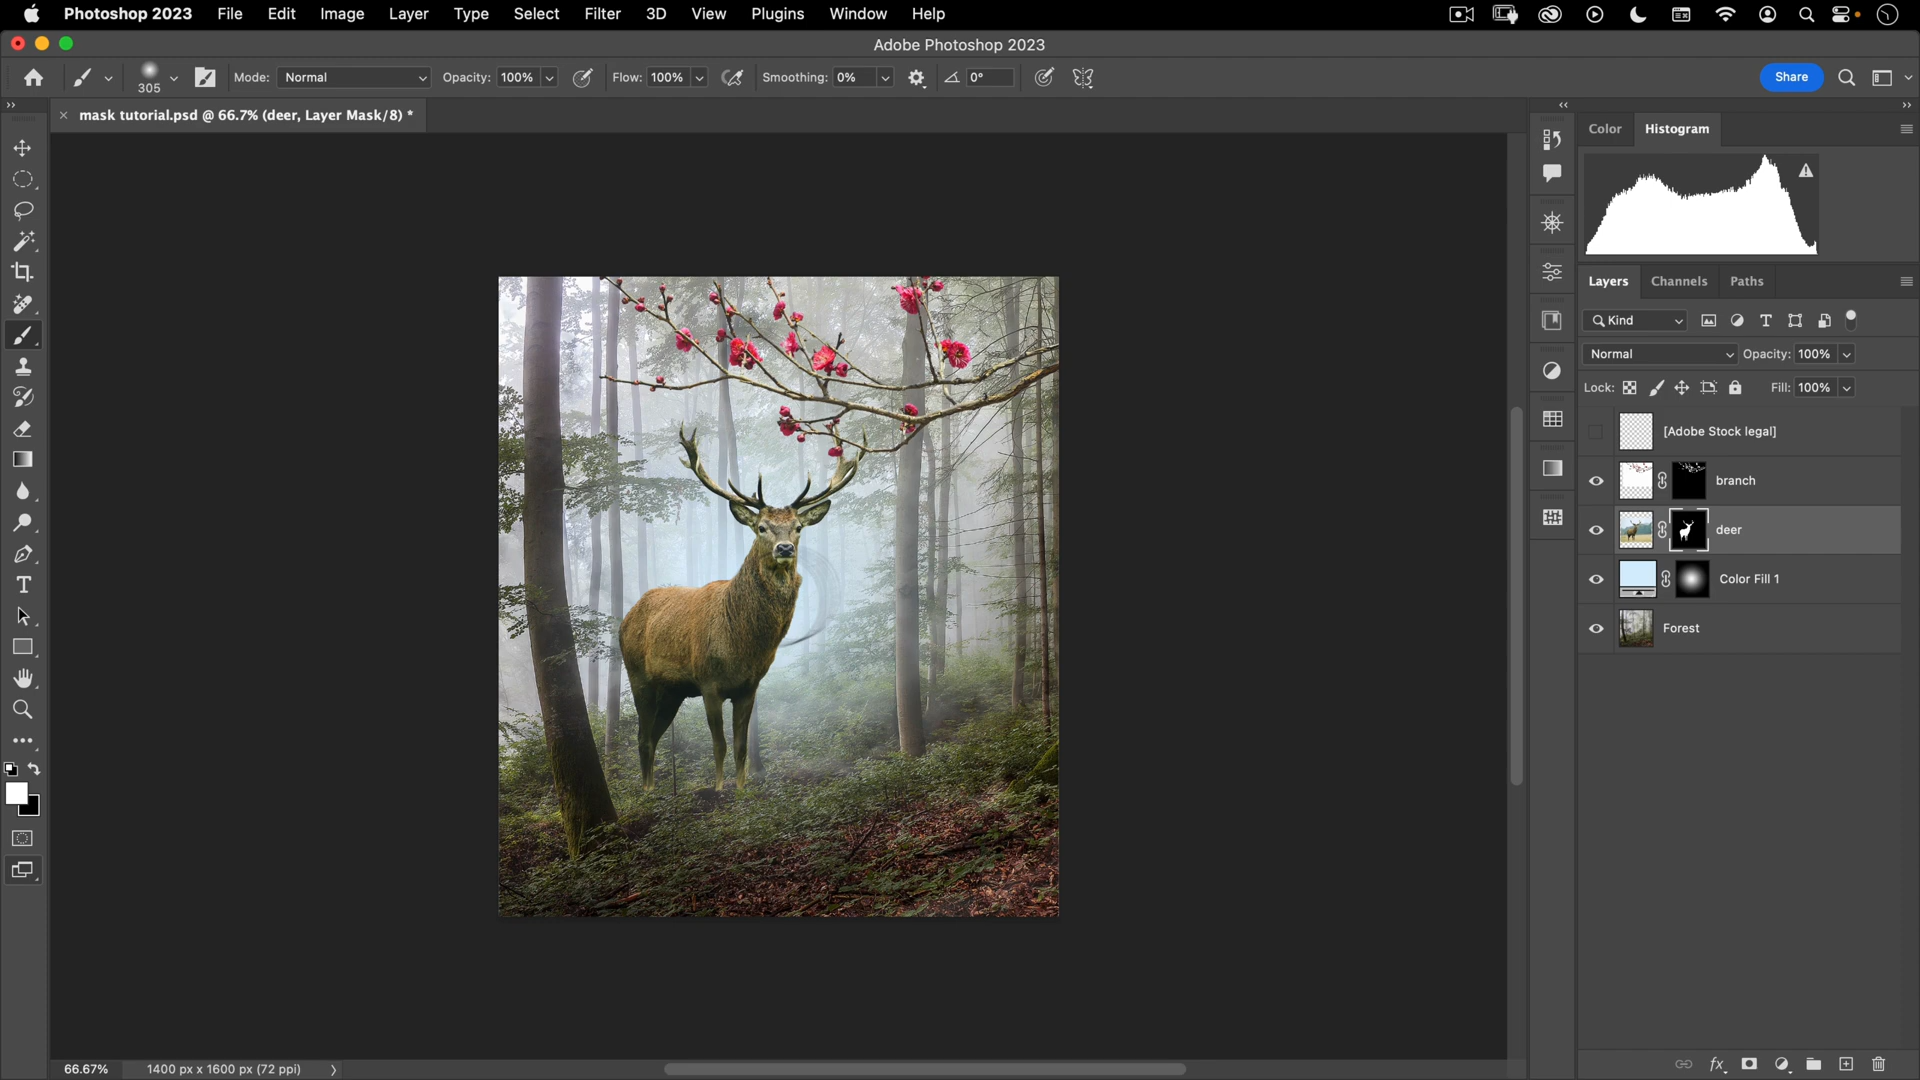 Photoshop 2023 File Edit Image Layer Type Select Filter 3D View Plugins Window Help
Adobe Photoshop 2023
305 Mode: Normal Opacity: 100% Flow: 100% Smoothing: 0% 0° Share
mask tutorial.psd @ 66.7% (deer, Layer Mask/8) *
Color Histogram
Layers Channels Paths
Kind
Normal Opacity: 100%
Lock: Fill: 100%
[Adobe Stock legal]
branch
deer
Color Fill 1
Forest
fx
66.67% 1400 px x 1600 px (72 ppi)